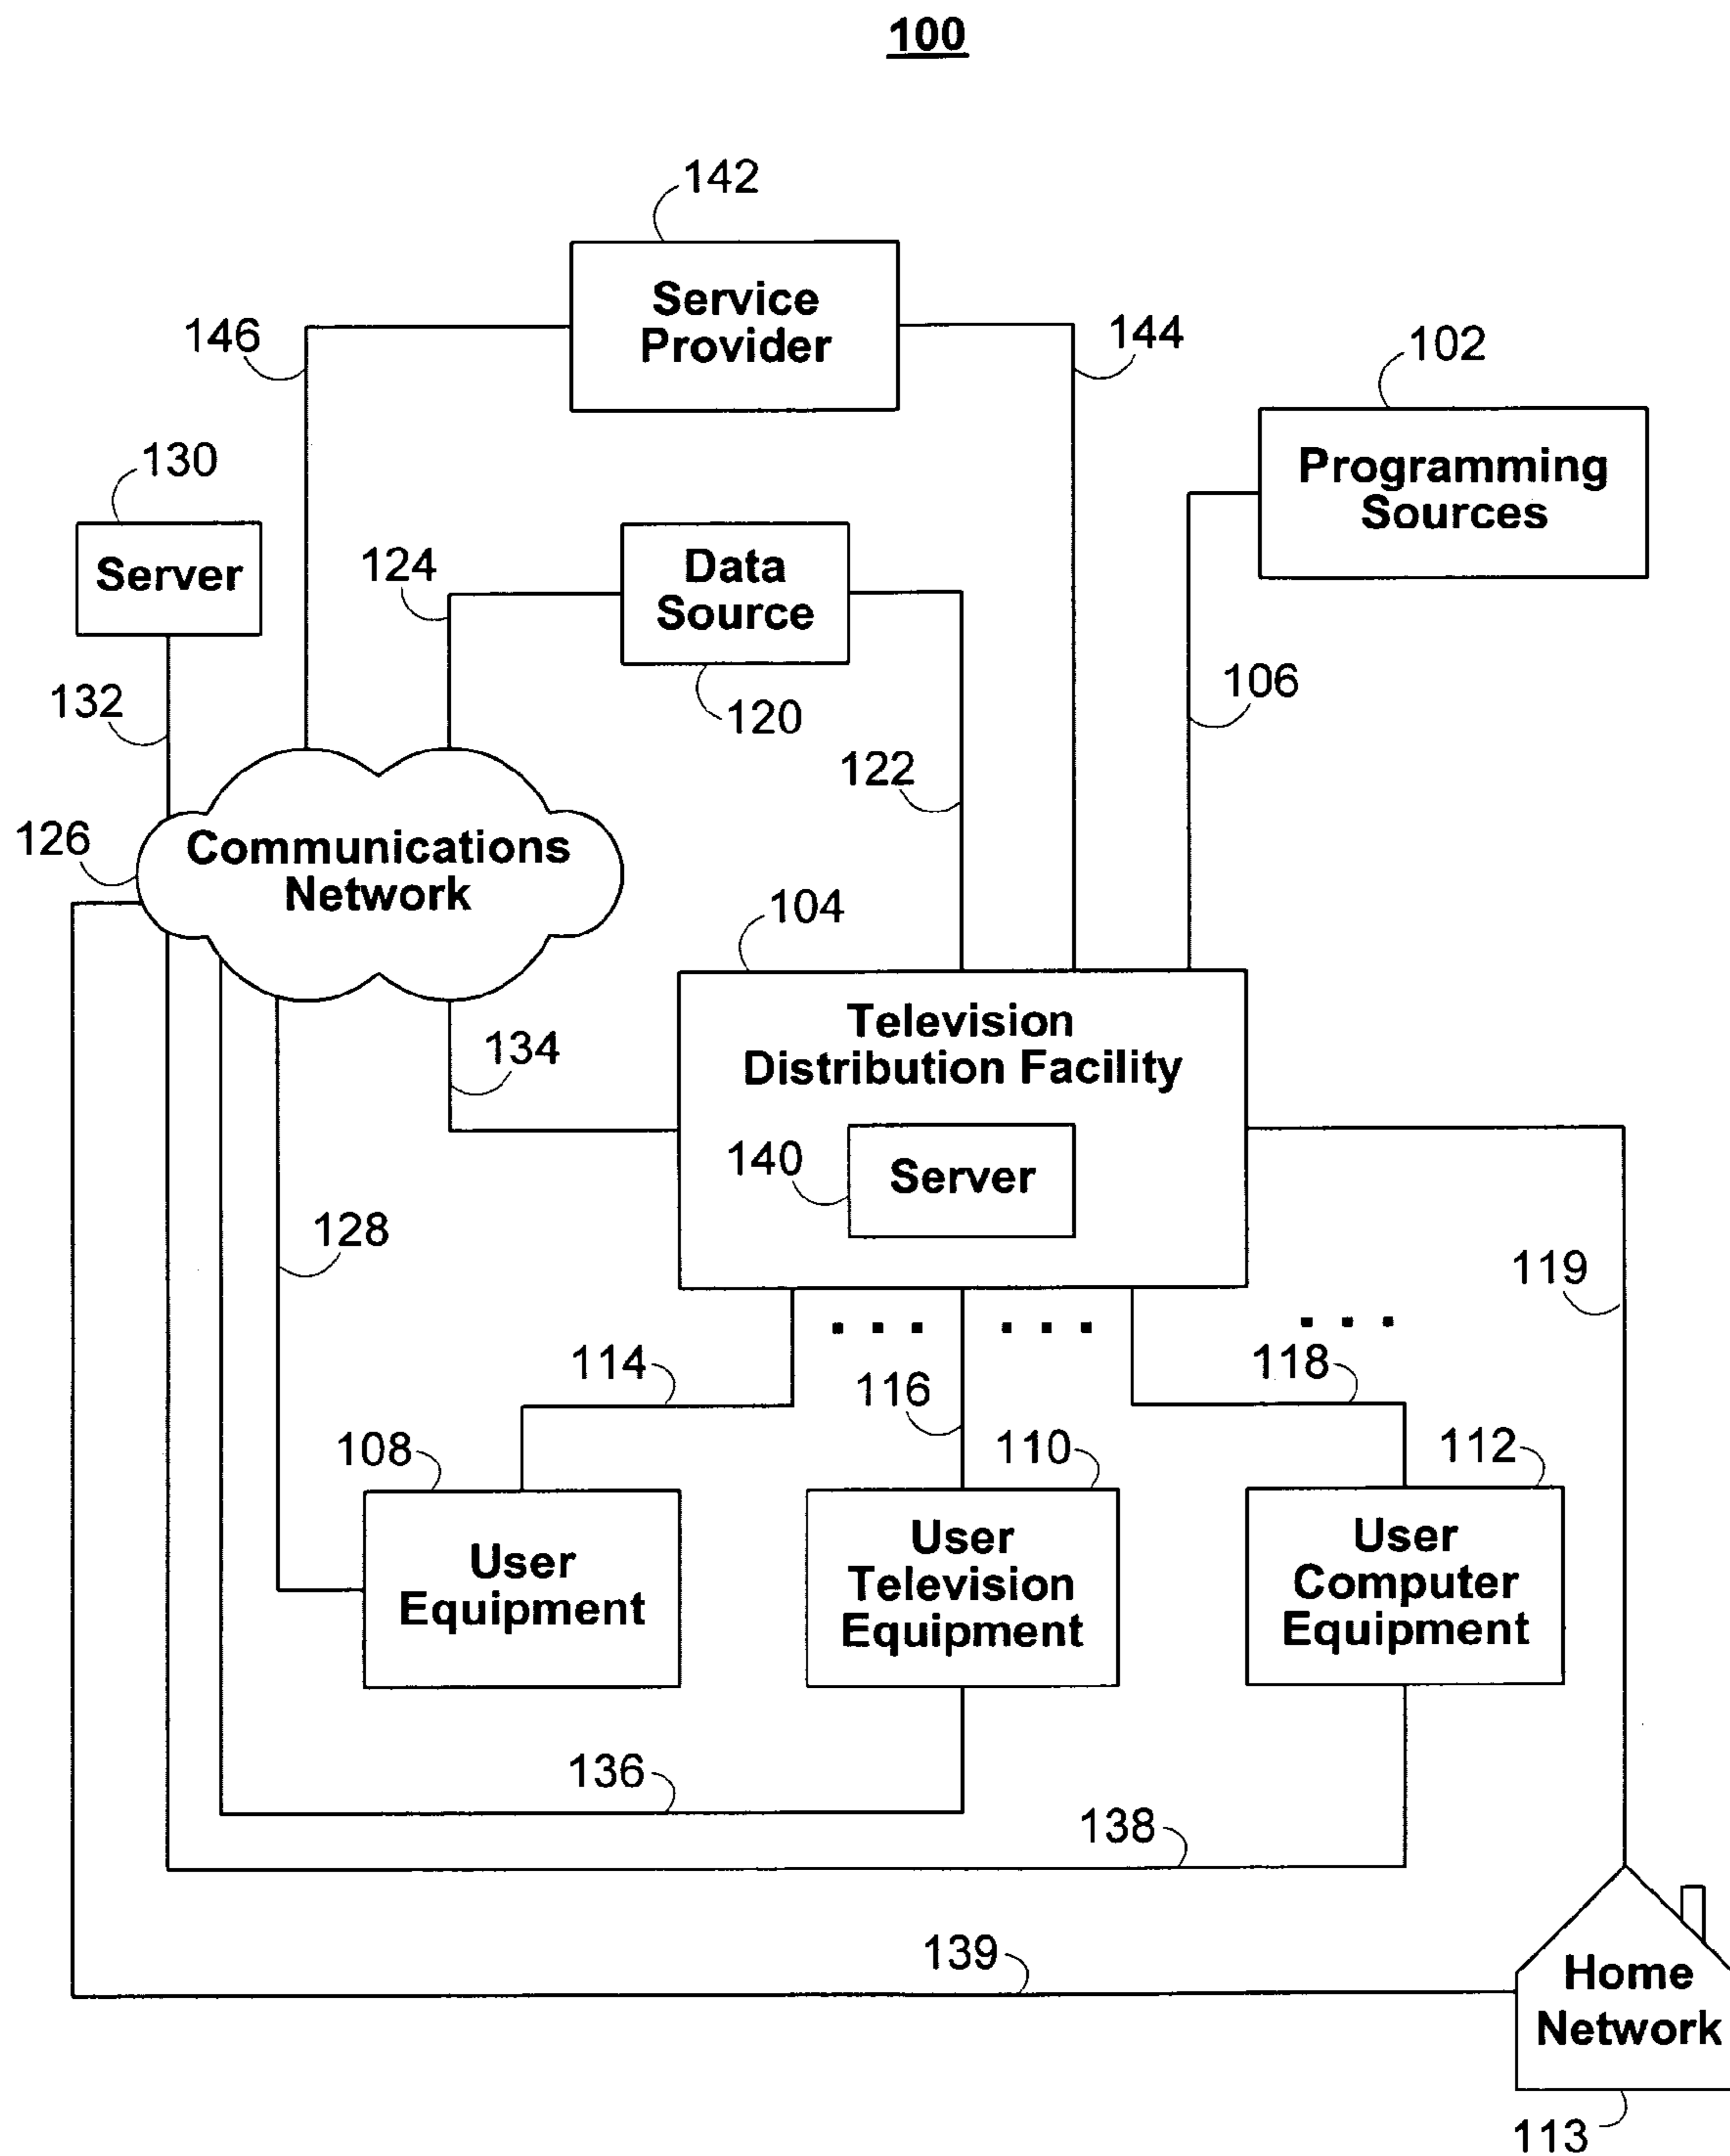 100
142
Service
Provider
146
144
102
Programming
Sources
130
Server
124
Data
Source
120
132
106
122
126
Communications
Network
104
Television
Distribution Facility
134
140
Server
128
119
114
116
118
108
110
112
User
Equipment
User
Television
Equipment
User
Computer
Equipment
136
138
139
Home
Network
113